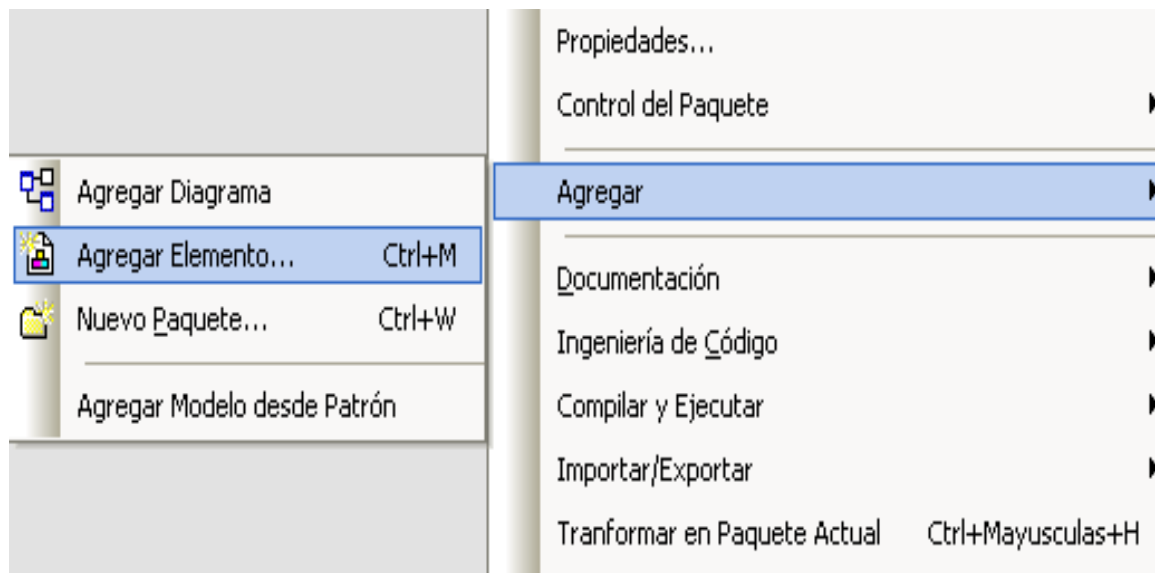 Propiedades...
Control del Paquete
Agregar
Agregar Diagrama
Agregar Elemento... Ctrl+M
Nuevo Paquete... Ctrl+W
Agregar Modelo desde Patrón
Documentación
Ingeniería de Código
Compilar y Ejecutar
Importar/Exportar
Tranformar en Paquete Actual Ctrl+Mayusculas+H